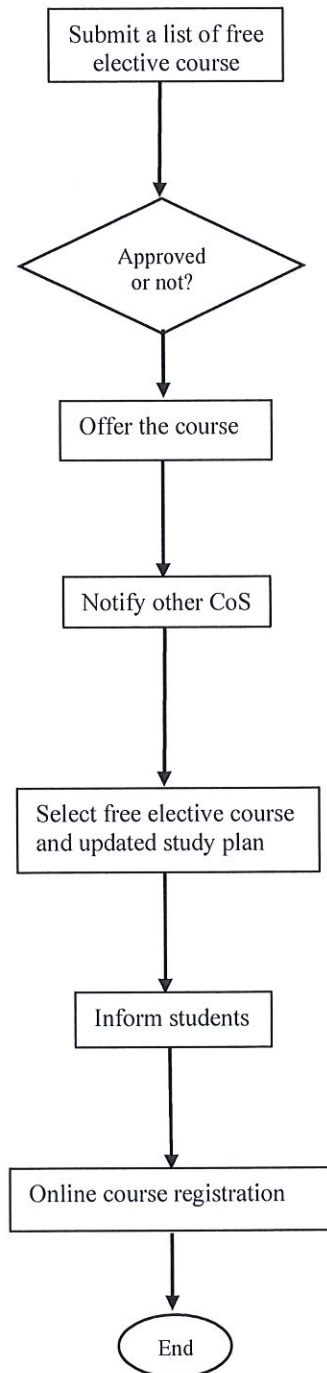 Submit a list of free
elective course
Approved
or not?
Offer the course
Notify other CoS
Select free elective course
and updated study plan
Inform students
Online course registration
End